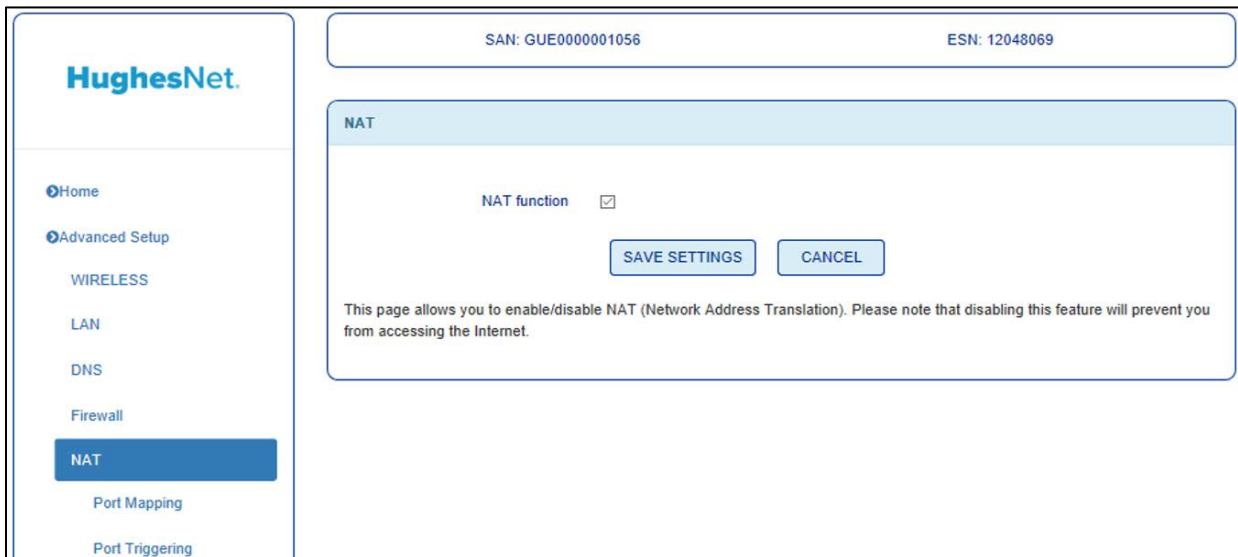 HughesNet.
Home
Advanced Setup
WIRELESS
LAN
DNS
Firewall
NAT
Port Mapping
Port Triggering
SAN: GUE0000001056 ESN: 12048069
NAT
NAT function
SAVE SETTINGS CANCEL
This page allows you to enable/disable NAT (Network Address Translation). Please note that disabling this feature will prevent you
from accessing the Internet.